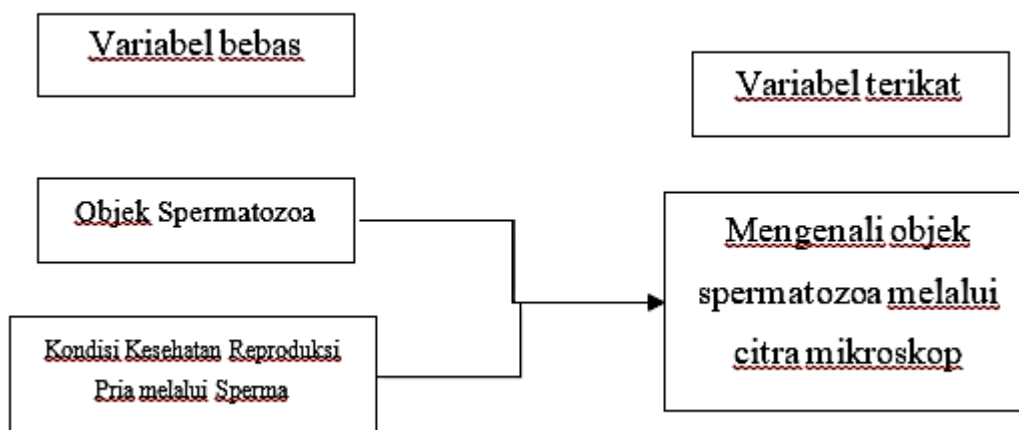 Variabel bebas
Variabel terikat
Objek Spermatozoa
Mengenali objek
spermatozoa melalui
citra mikroskop
Kondisi Kesehatan Reproduksi
Pria melalui Sperma